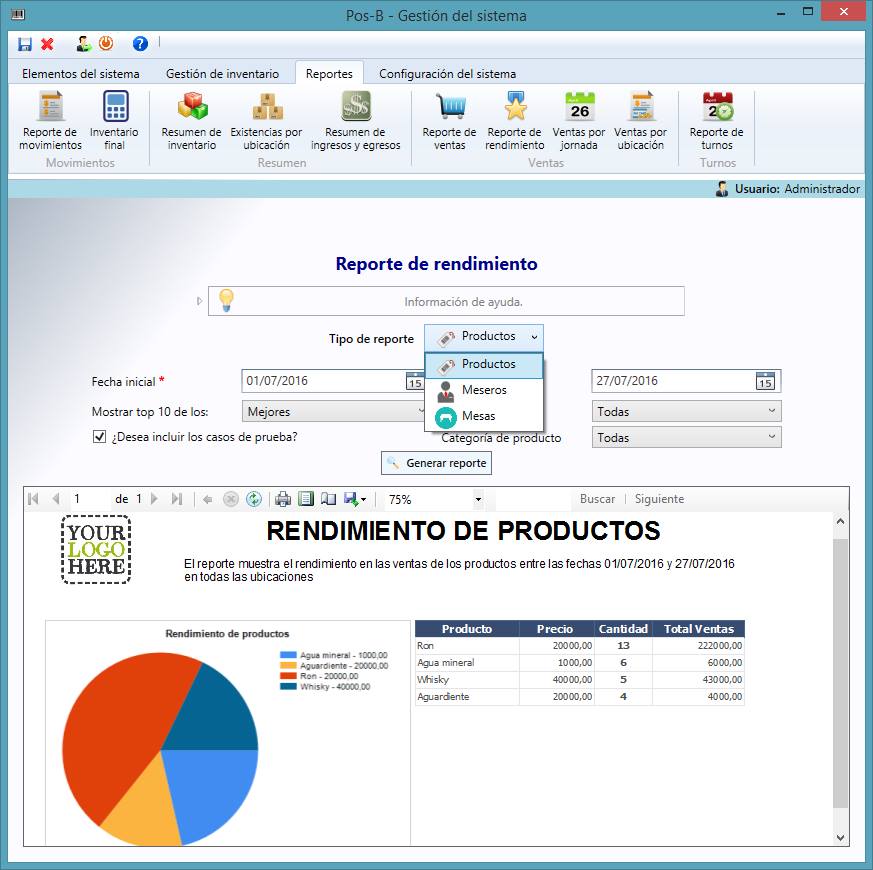 Pos-B - Gestión del sistema
Elementos del sistema
Gestión de inventario
Reportes
Configuración del sistema
Reporte de movimientos
Inventario final
Movimientos
Resumen de inventario
Existencias por ubicación
Resumen de ingresos y egresos
Resumen
Reporte de ventas
Reporte de rendimiento
Ventas por jornada
Ventas por ubicación
Ventas
Reporte de turnos
Turnos
Usuario: Administrador
Reporte de rendimiento
Información de ayuda.
Tipo de reporte
Productos
Productos
Meseros
Mesas
Fecha inicial *
01/07/2016
15
27/07/2016
15
Mostrar top 10 de los:
Mejores
Todas
¿Desea incluir los casos de prueba?
Categoría de producto
Todas
Generar reporte
1 de 1
75%
Buscar | Siguiente
YOUR
LOGO
HERE
RENDIMIENTO DE PRODUCTOS
El reporte muestra el rendimiento en las ventas de los productos entre las fechas 01/07/2016 y 27/07/2016
en todas las ubicaciones
Rendimiento de productos
Agua mineral - 1000,00
Aguardiente - 20000,00
Ron - 20000,00
Whisky - 40000,00
Producto Precio Cantidad Total Ventas
Ron 20000,00 13 222000,00
Agua mineral 1000,00 6 6000,00
Whisky 40000,00 5 43000,00
Aguardiente 20000,00 4 4000,00